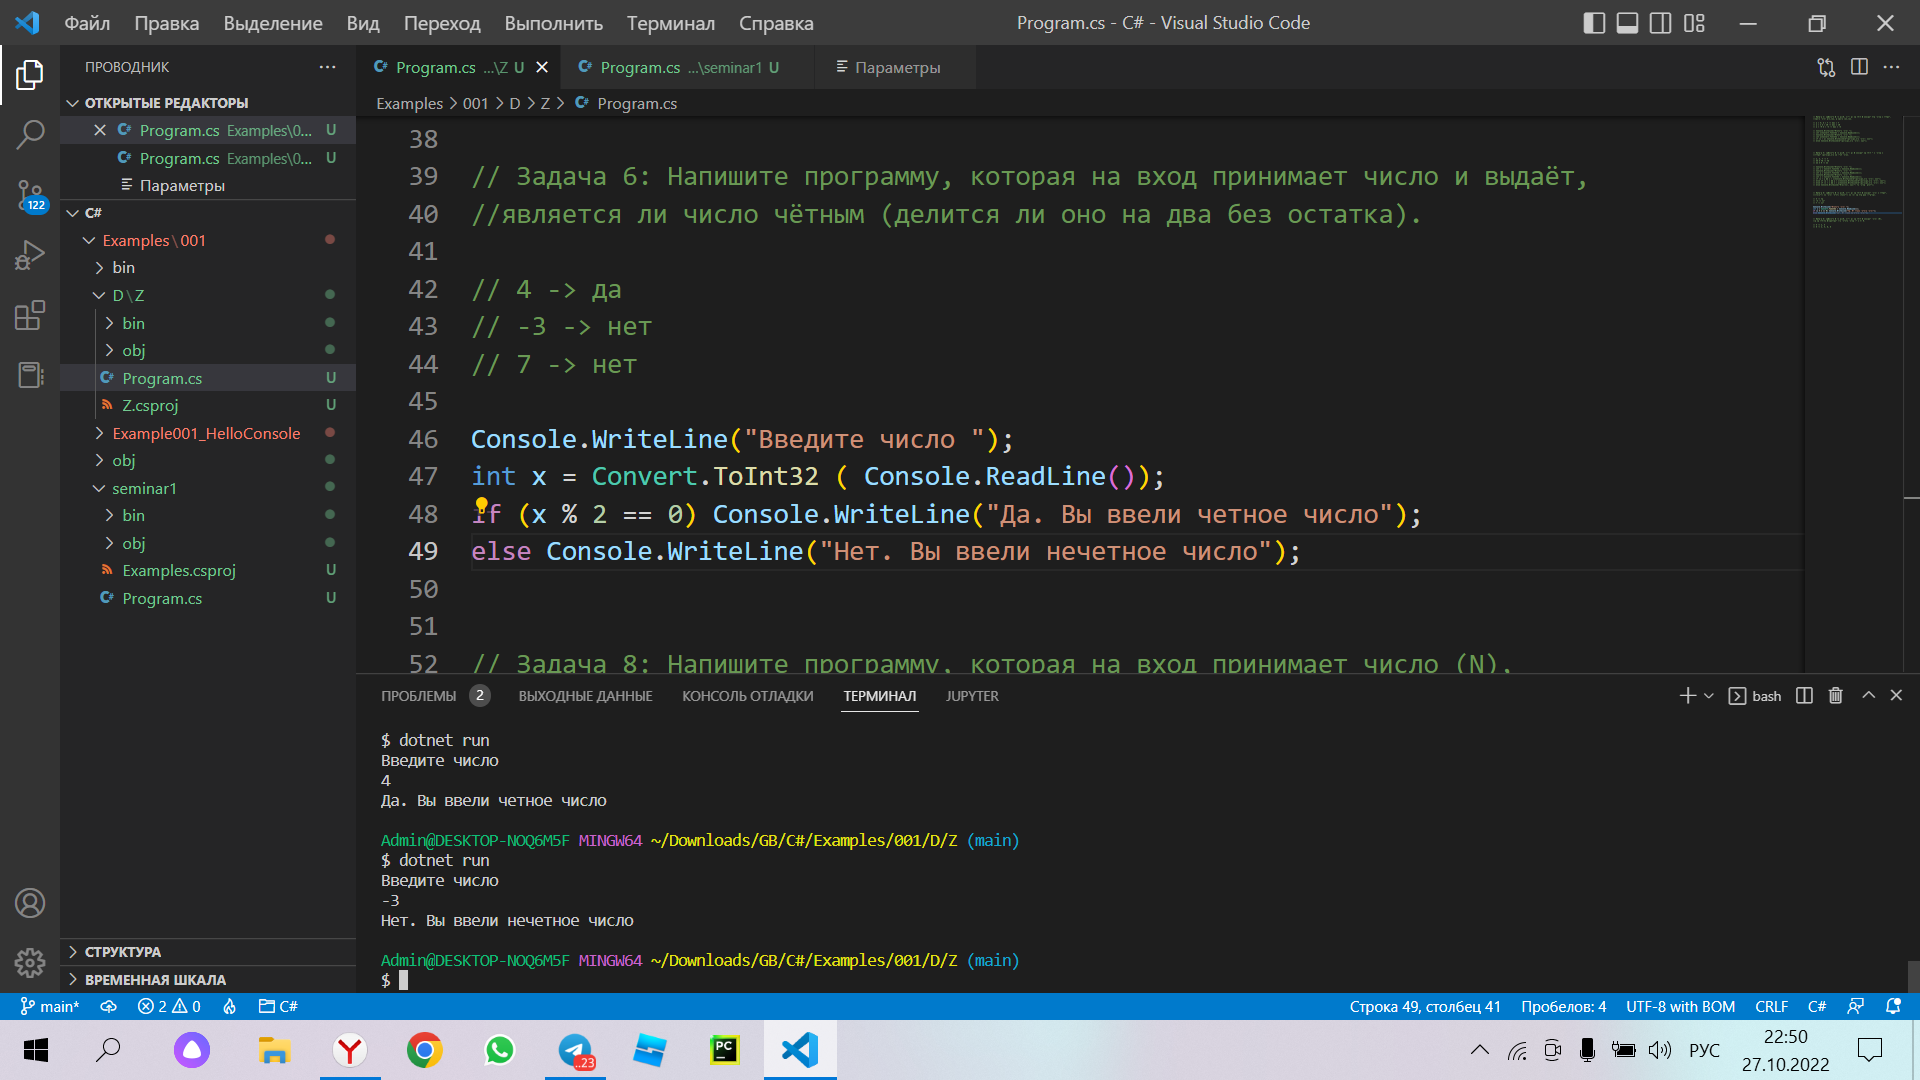 Файл Правка Выделение Вид Переход Выполнить Терминал Справка
Program.cs - C# - Visual Studio Code
ПРОВОДНИК
Program.cs ...\Z U
Program.cs ...\seminar1 U
Параметры
ОТКРЫТЫЕ РЕДАКТОРЫ
Program.cs Examples\0... U
Program.cs Examples\0... U
Параметры
C#
Examples\001
bin
D\Z
bin
obj
Program.cs U
Z.csproj U
Example001_HelloConsole
obj
seminar1
bin
obj
Examples.csproj U
Program.cs U
СТРУКТУРА
ВРЕМЕННАЯ ШКАЛА
122
Examples > 001 > D > Z > Program.cs
38
39 // Задача 6: Напишите программу, которая на вход принимает число и выдаёт,
40 //является ли число чётным (делится ли оно на два без остатка).
41
42 // 4 -> да
43 // -3 -> нет
44 // 7 -> нет
45
46 Console.WriteLine("Введите число ");
47 int x = Convert.ToInt32 ( Console.ReadLine());
48 if (x % 2 == 0) Console.WriteLine("Да. Вы ввели четное число");
49 else Console.WriteLine("Нет. Вы ввели нечетное число");
50
51
52 // Задача 8: Напишите программу, которая на вход принимает число (N),
ПРОБЛЕМЫ 2 ВЫХОДНЫЕ ДАННЫЕ КОНСОЛЬ ОТЛАДКИ ТЕРМИНАЛ JUPYTER
bash
$ dotnet run
Введите число
4
Да. Вы ввели четное число
Admin@DESKTOP-NOQ6M5F MINGW64 ~/Downloads/GB/C#/Examples/001/D/Z (main)
$ dotnet run
Введите число
-3
Нет. Вы ввели нечетное число
Admin@DESKTOP-NOQ6M5F MINGW64 ~/Downloads/GB/C#/Examples/001/D/Z (main)
$
main* 2 0 C#
Строка 49, столбец 41 Пробелов: 4 UTF-8 with BOM CRLF C#
PC
..23
РУС
22:50
27.10.2022